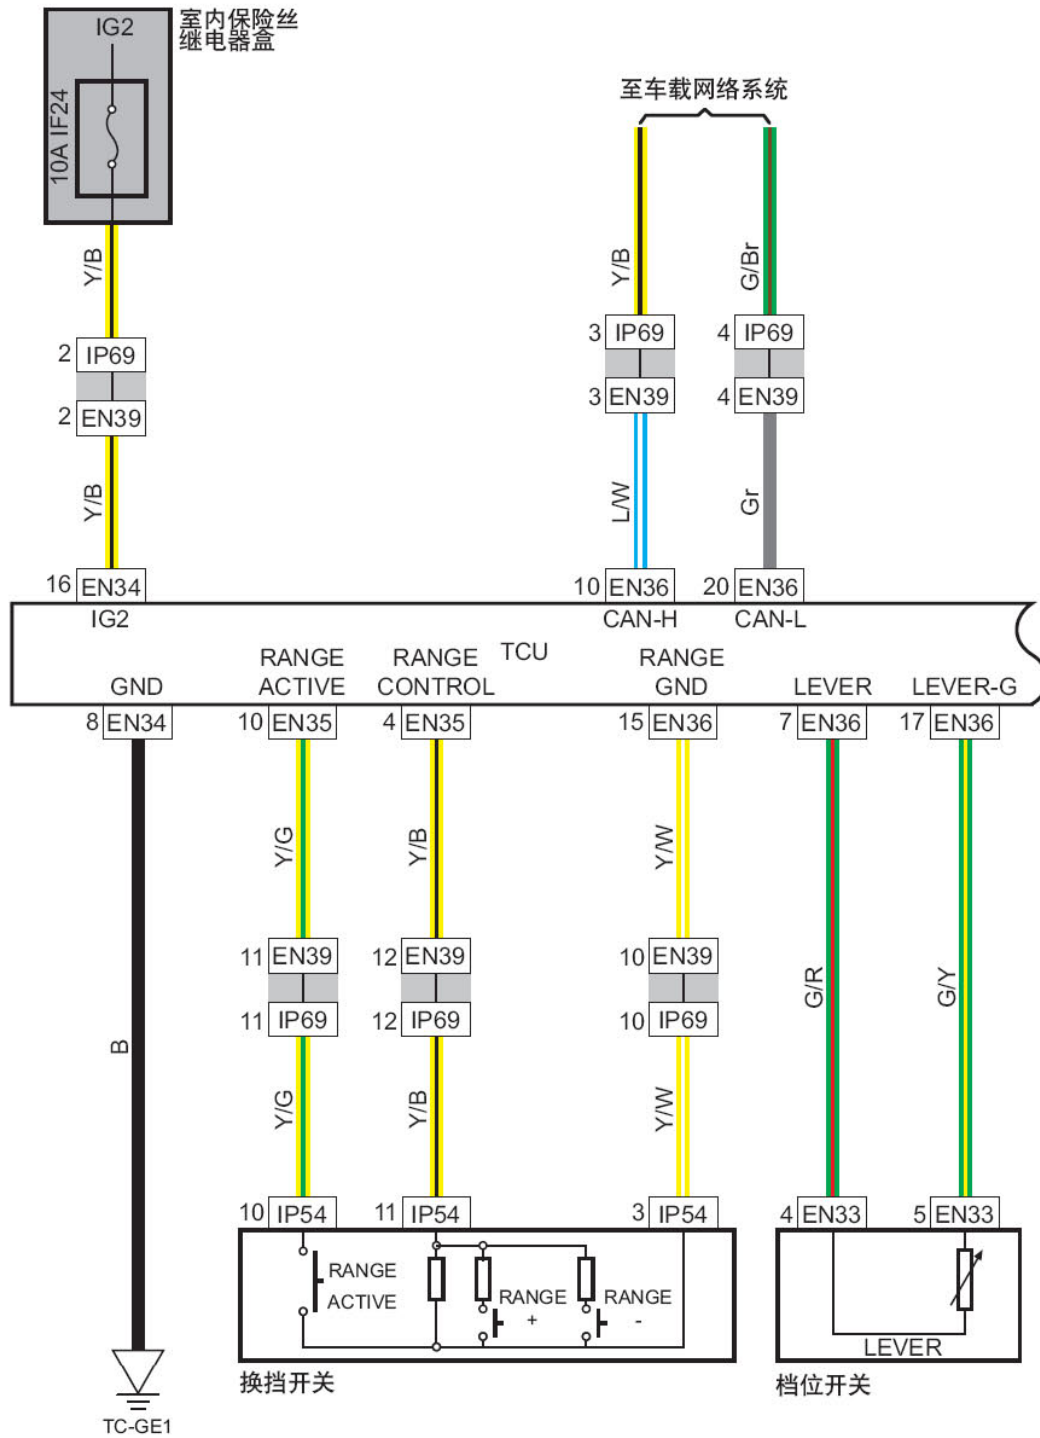 IG2
室内保险丝
继电器盒
10A IF24
至车载网络系统
Y/B
Y/B
G/Br
2 IP69
3 IP69
4 IP69
2 EN39
3 EN39
4 EN39
Y/B
L/W
Gr
16 EN34
10 EN36
20 EN36
IG2
CAN-H
CAN-L
TCU
GND
RANGE
ACTIVE
RANGE
CONTROL
RANGE
GND
LEVER
LEVER-G
8 EN34
10 EN35
4 EN35
15 EN36
7 EN36
17 EN36
Y/G
Y/B
Y/W
11 EN39
12 EN39
10 EN39
G/R
G/Y
11 IP69
12 IP69
10 IP69
B
Y/G
Y/B
Y/W
10 IP54
11 IP54
3 IP54
4 EN33
5 EN33
RANGE
ACTIVE
RANGE
+
RANGE
-
LEVER
换挡开关
档位开关
TC-GE1